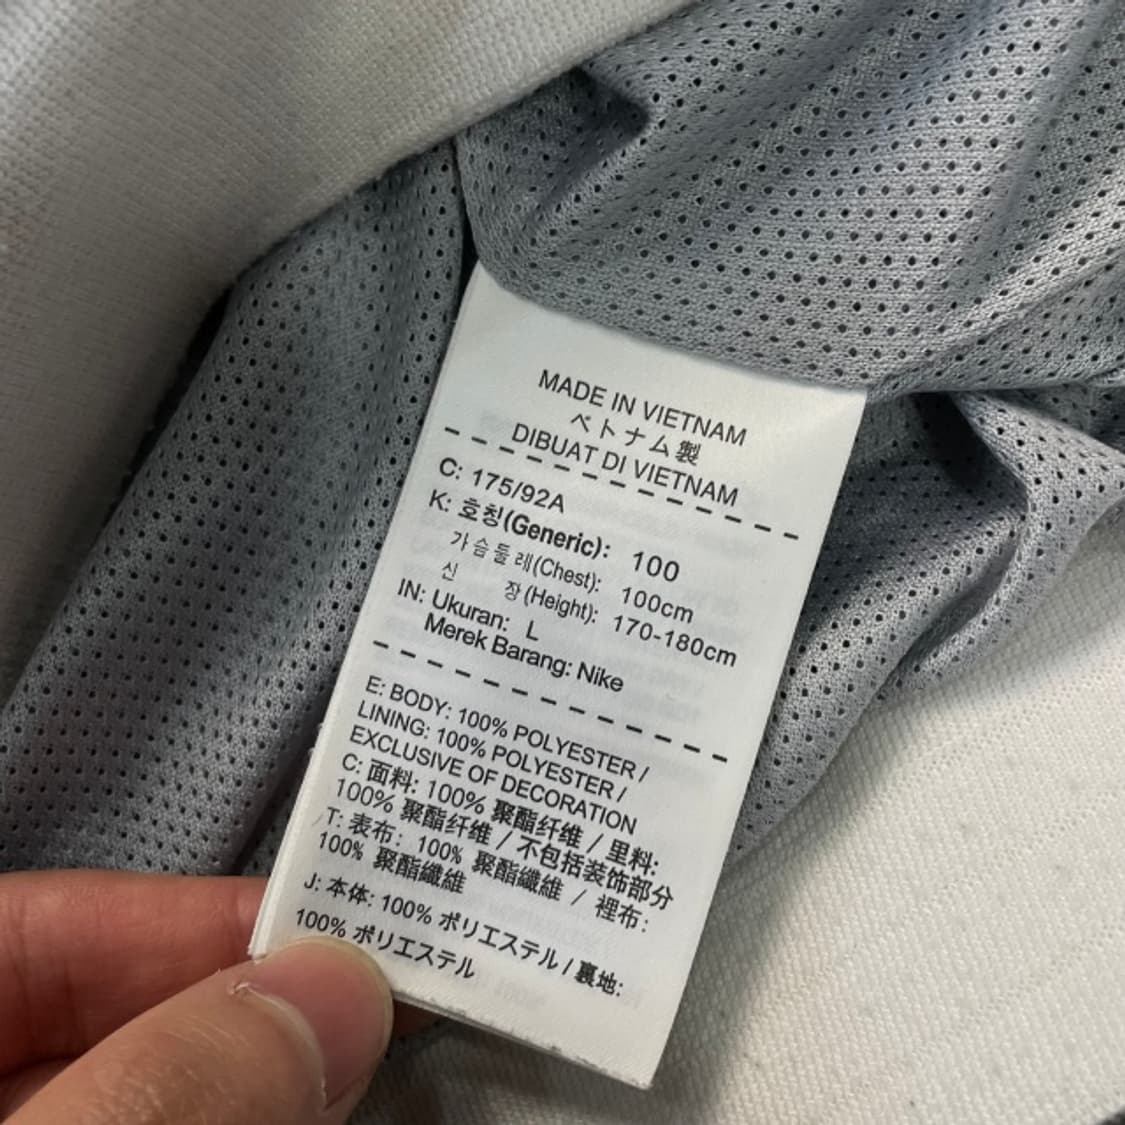 MADE IN VIETNAM
ベトナム製
DIBUAT DI VIETNAM
C: 175/92A
K: 호칭(Generic): 100
가슴둘레(Chest): 100cm
신 장(Height): 170-180cm
IN: Ukuran: L
Merek Barang: Nike
E: BODY: 100% POLYESTER /
LINING: 100% POLYESTER /
EXCLUSIVE OF DECORATION
C: 面料: 100% 聚酯纤维 / 里料:
100% 聚酯纤维 / 不包括装饰部分
T: 表布: 100% 聚酯纖維 / 裡布:
100% 聚酯纖維
J: 本体: 100% ポリエステル / 裏地:
100% ポリエステル